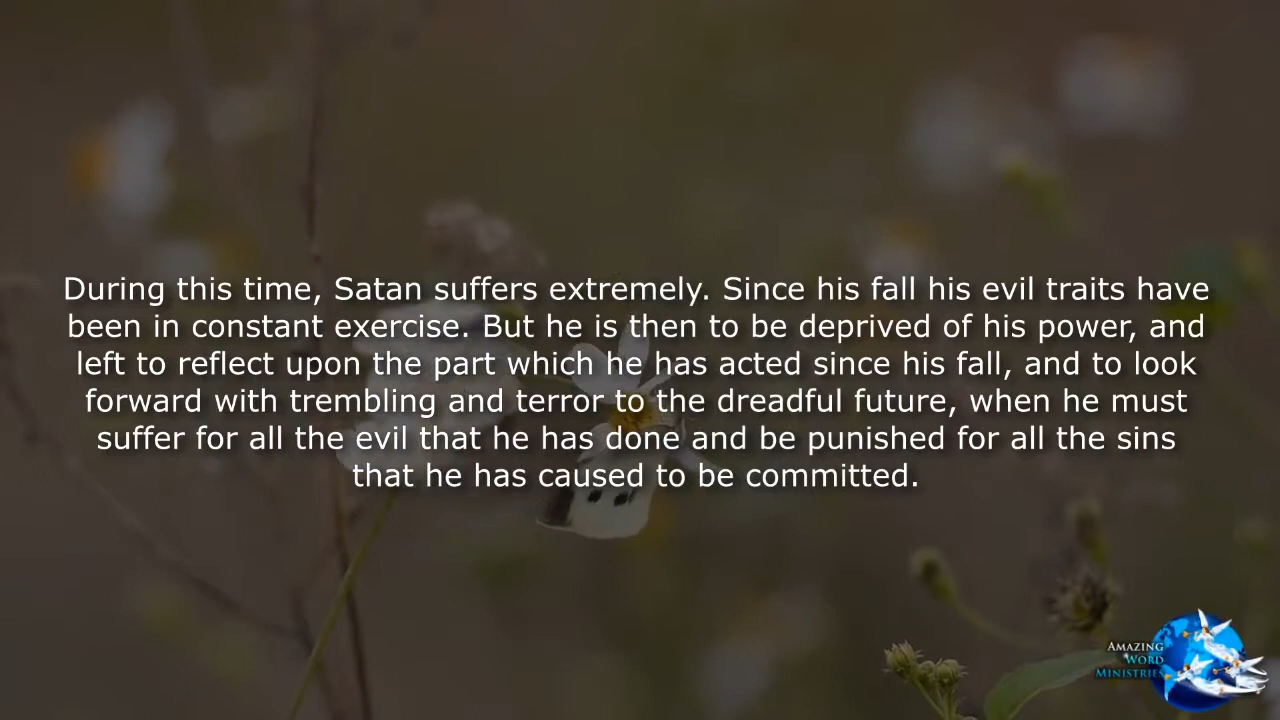 During this time, Satan suffers extremely. Since his fall his evil traits have
been in constant exercise. But he is then to be deprived of his power, and
left to reflect upon the part which he has acted since his fall, and to look
forward with trembling and terror to the dreadful future, when he must
suffer for all the evil that he has done and be punished for all the sins
that he has caused to be committed.
AMAZING
WORD
MINISTRIES